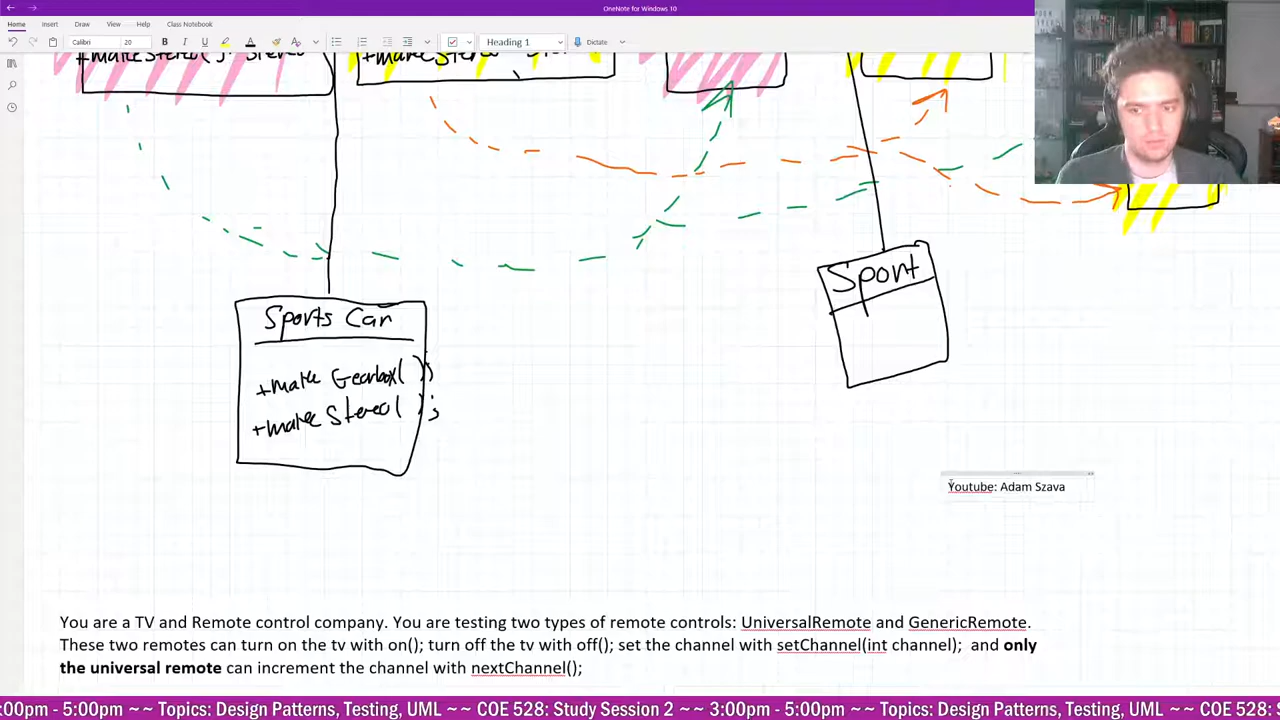 OneNote for Windows 10
Home Insert Draw View Help Class Notebook
Calibri 20 B I U A A Heading 1 Dictate
+makeStereo(): Stereo +makeStereo
Sport
Sports Car
+make Gearbox();
+make Stereo();
Youtube: Adam Szava
You are a TV and Remote control company. You are testing two types of remote controls: UniversalRemote and GenericRemote.
These two remotes can turn on the tv with on(); turn off the tv with off(); set the channel with setChannel(int channel);  and only
the universal remote can increment the channel with nextChannel();
:00pm - 5:00pm ~~ Topics: Design Patterns, Testing, UML ~~ COE 528: Study Session 2 ~~ 3:00pm - 5:00pm ~~ Topics: Design Patterns, Testing, UML ~~ COE 528: S